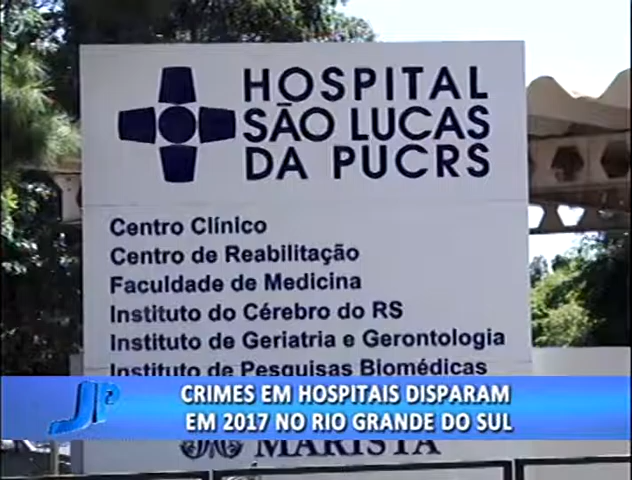 HOSPITAL
SÃO LUCAS
DA PUCRS
Centro Clínico
Centro de Reabilitação
Faculdade de Medicina
Instituto do Cérebro do RS
Instituto de Geriatria e Gerontologia
Instituto de Pesquisas Biomédicas
JP
CRIMES EM HOSPITAIS DISPARAM
EM 2017 NO RIO GRANDE DO SUL
MARISTA